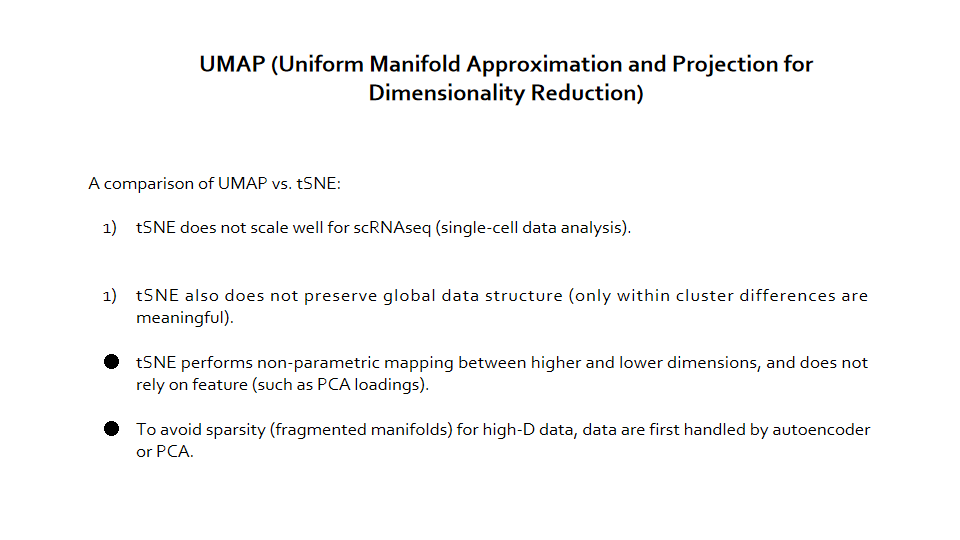 UMAP (Uniform Manifold Approximation and Projection for
Dimensionality Reduction)
A comparison of UMAP vs. tSNE:
1) tSNE does not scale well for scRNAseq (single-cell data analysis).
1) tSNE also does not preserve global data structure (only within cluster differences are
meaningful).
● tSNE performs non-parametric mapping between higher and lower dimensions, and does not
rely on feature (such as PCA loadings).
● To avoid sparsity (fragmented manifolds) for high-D data, data are first handled by autoencoder
or PCA.